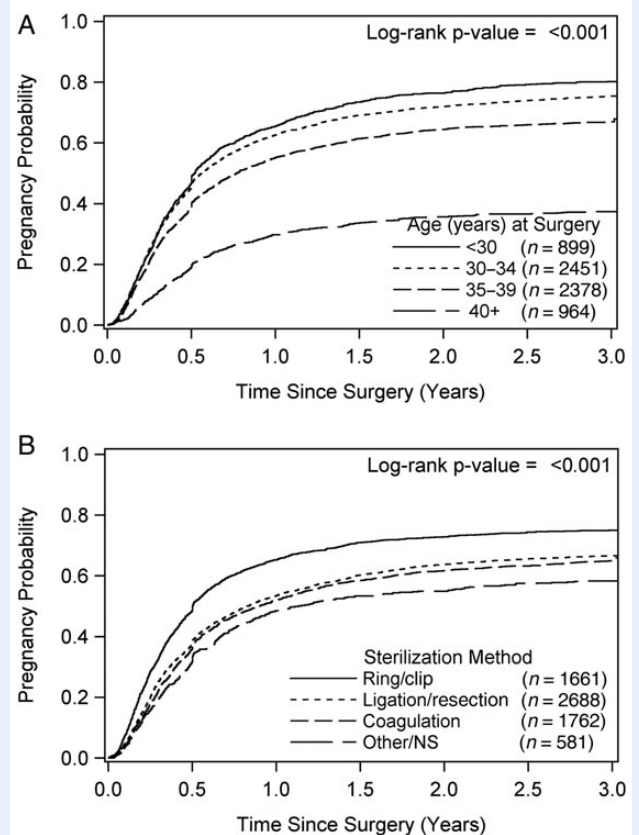 A
Log-rank p-value = <0.001
1.0
0.8
0.6
0.4
0.2
0.0
Pregnancy Probability
Age (years) at Surgery
<30 (n = 899)
30–34 (n = 2451)
35–39 (n = 2378)
40+ (n = 964)
0.0 0.5 1.0 1.5 2.0 2.5 3.0
Time Since Surgery (Years)
B
Log-rank p-value = <0.001
1.0
0.8
0.6
0.4
0.2
0.0
Pregnancy Probability
Sterilization Method
Ring/clip (n = 1661)
Ligation/resection (n = 2688)
Coagulation (n = 1762)
Other/NS (n = 581)
0.0 0.5 1.0 1.5 2.0 2.5 3.0
Time Since Surgery (Years)